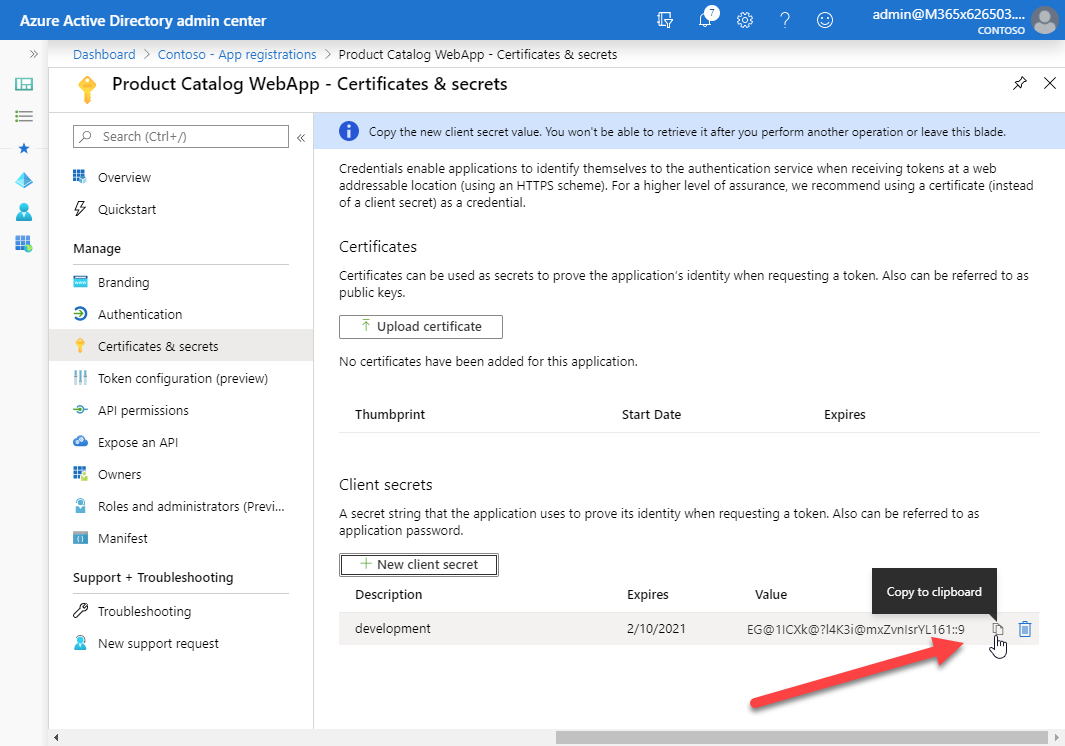 Azure Active Directory admin center
7
admin@M365x626503....
CONTOSO
Dashboard > Contoso - App registrations > Product Catalog WebApp - Certificates & secrets
Product Catalog WebApp - Certificates & secrets
Search (Ctrl+/)
Overview
Quickstart
Manage
Branding
Authentication
Certificates & secrets
Token configuration (preview)
API permissions
Expose an API
Owners
Roles and administrators (Previ...
Manifest
Support + Troubleshooting
Troubleshooting
New support request
Copy the new client secret value. You won't be able to retrieve it after you perform another operation or leave this blade.
Credentials enable applications to identify themselves to the authentication service when receiving tokens at a web
addressable location (using an HTTPS scheme). For a higher level of assurance, we recommend using a certificate (instead
of a client secret) as a credential.
Certificates
Certificates can be used as secrets to prove the application's identity when requesting a token. Also can be referred to as
public keys.
Upload certificate
No certificates have been added for this application.
Thumbprint Start Date Expires
Client secrets
A secret string that the application uses to prove its identity when requesting a token. Also can be referred to as
application password.
New client secret
Description Expires Value
Copy to clipboard
development 2/10/2021 EG@1ICXk@?l4K3i@mxZvnIsrYL161::9